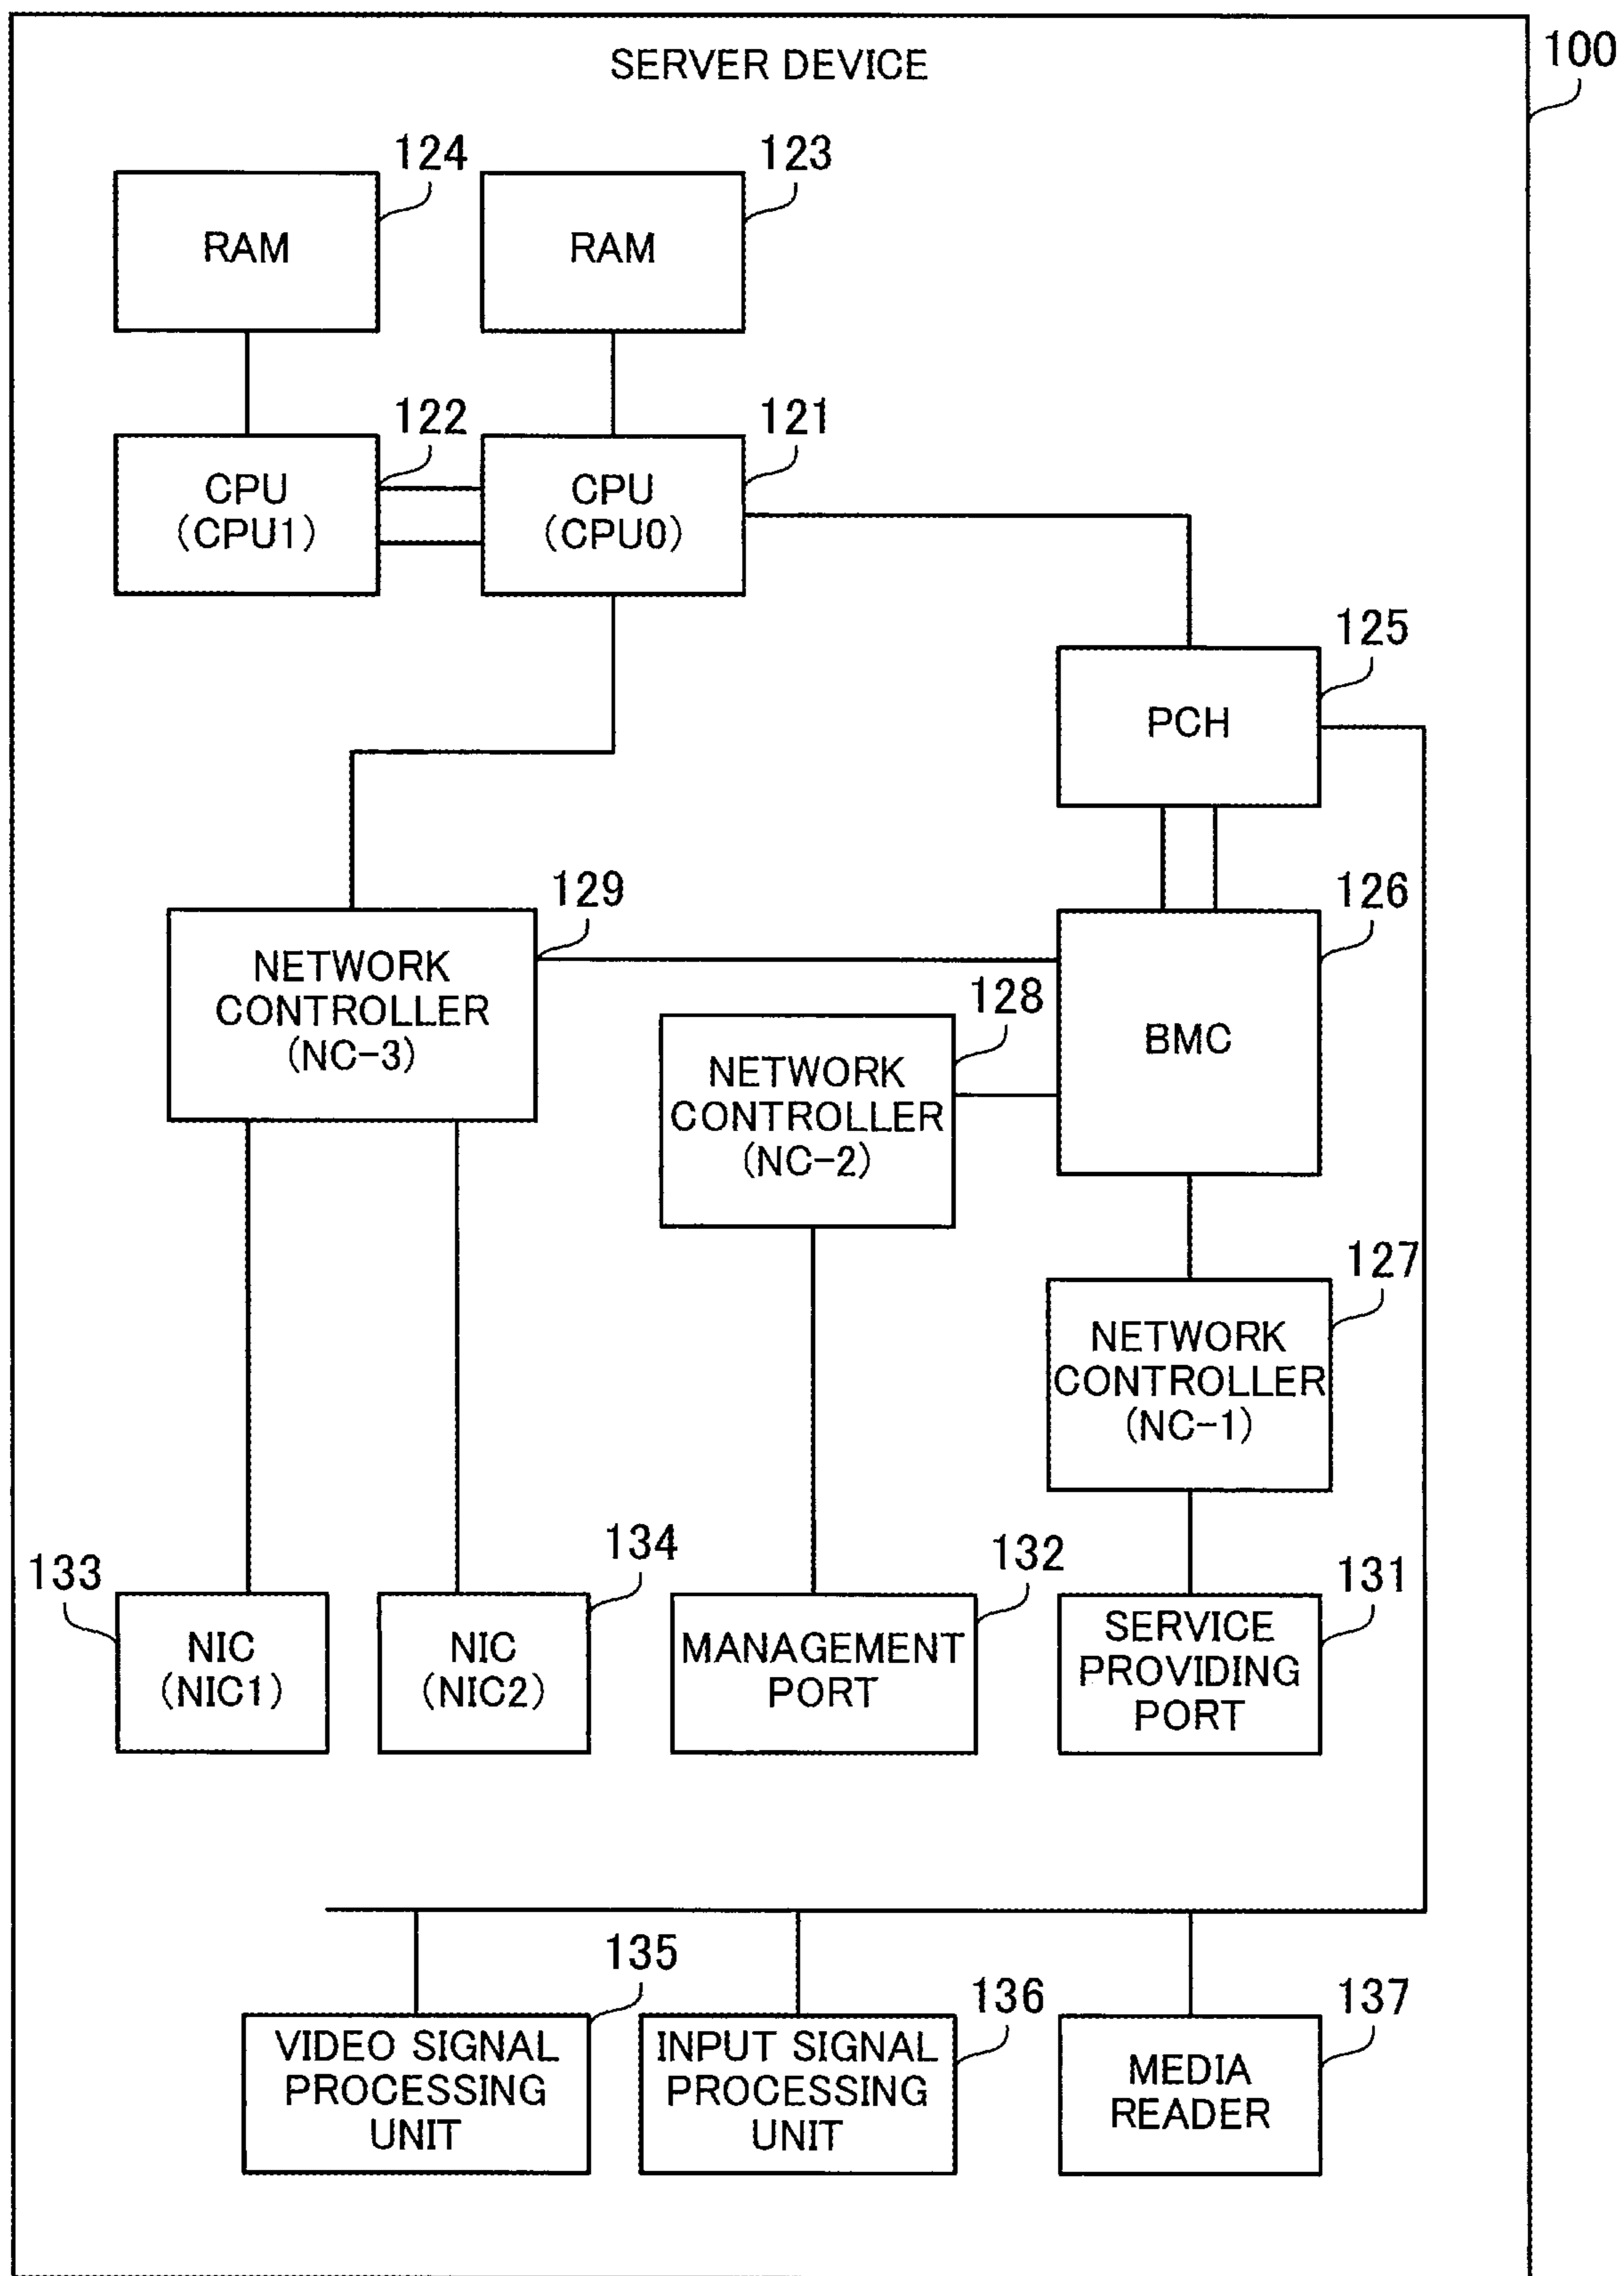 SERVER DEVICE
100
124
123
RAM
RAM
122
121
CPU
(CPU1)
CPU
(CPU0)
125
PCH
129
126
NETWORK
CONTROLLER
(NC-3)
128
BMC
NETWORK
CONTROLLER
(NC-2)
127
NETWORK
CONTROLLER
(NC-1)
133
134
132
131
NIC
(NIC1)
NIC
(NIC2)
MANAGEMENT
PORT
SERVICE
PROVIDING
PORT
135
136
137
VIDEO SIGNAL
PROCESSING
UNIT
INPUT SIGNAL
PROCESSING
UNIT
MEDIA
READER